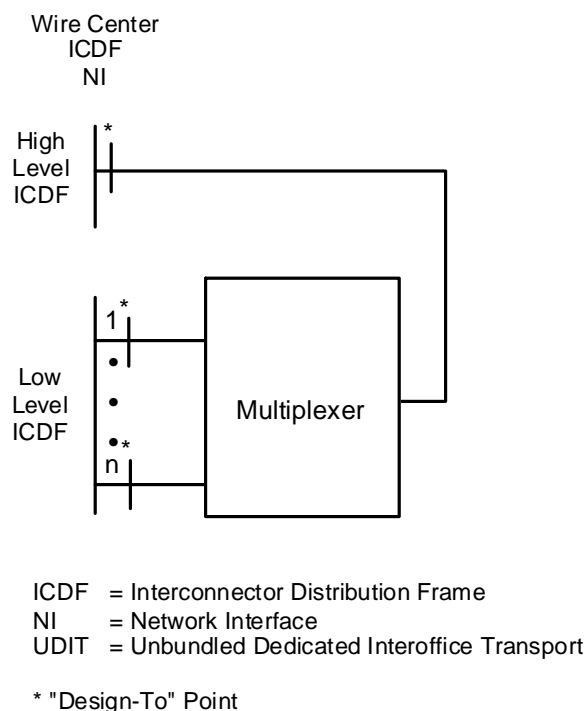 Wire Center
ICDF
NI
High
Level
ICDF
*
Low
Level
ICDF
1
*
n
*
Multiplexer
ICDF = Interconnector Distribution Frame
NI = Network Interface
UDIT = Unbundled Dedicated Interoffice Transport
* "Design-To" Point